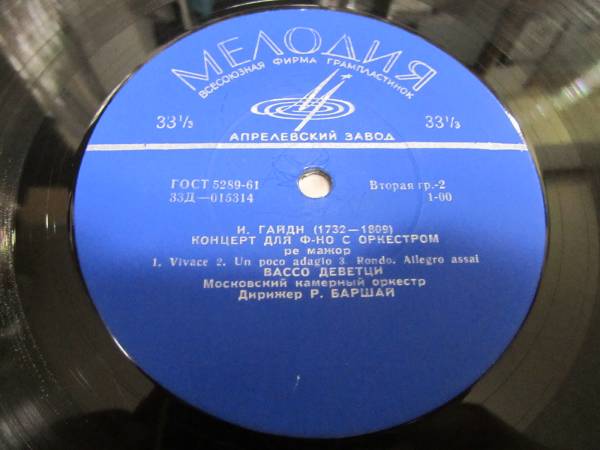 МЕЛОДИЯ
ВСЕСОЮЗНАЯ ФИРМА ГРАМПЛАСТИНОК
33⅓ 33⅓
АПРЕЛЕВСКИЙ ЗАВОД
ГОСТ 5289-61 Вторая гр.-2
33Д—015314 1-00
И. ГАЙДН (1732—1809)
КОНЦЕРТ ДЛЯ Ф-НО С ОРКЕСТРОМ
ре мажор
1. Vivace 2. Un poco adagio 3. Rondo. Allegro assai
ВАССО ДЕВЕТЦИ
Московский камерный оркестр
Дирижер Р. БАРШАЙ